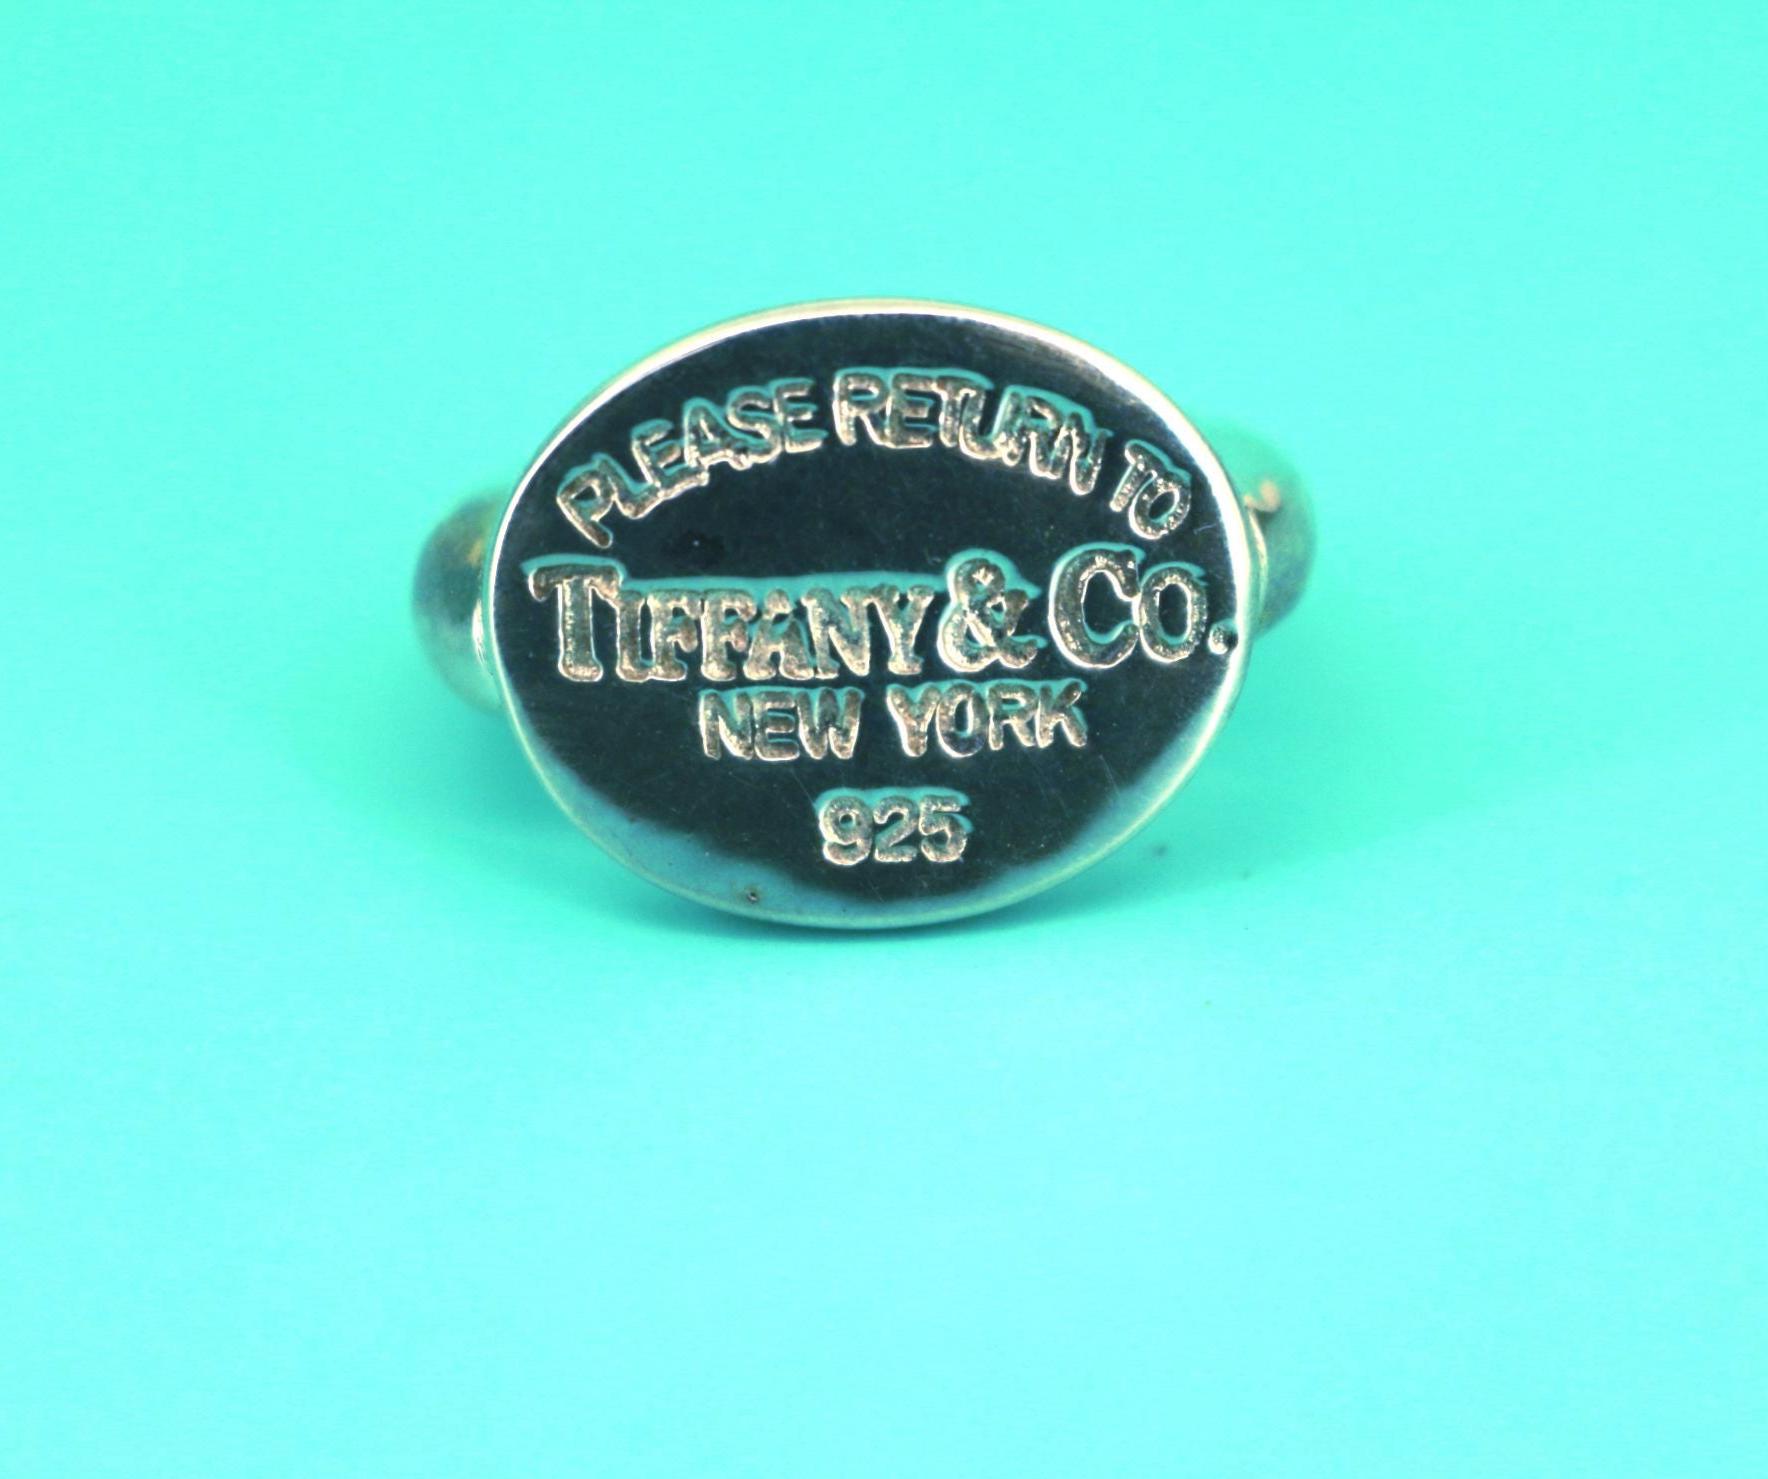 PLEASE RETURN TO
TIFFANY & CO.
NEW YORK
925